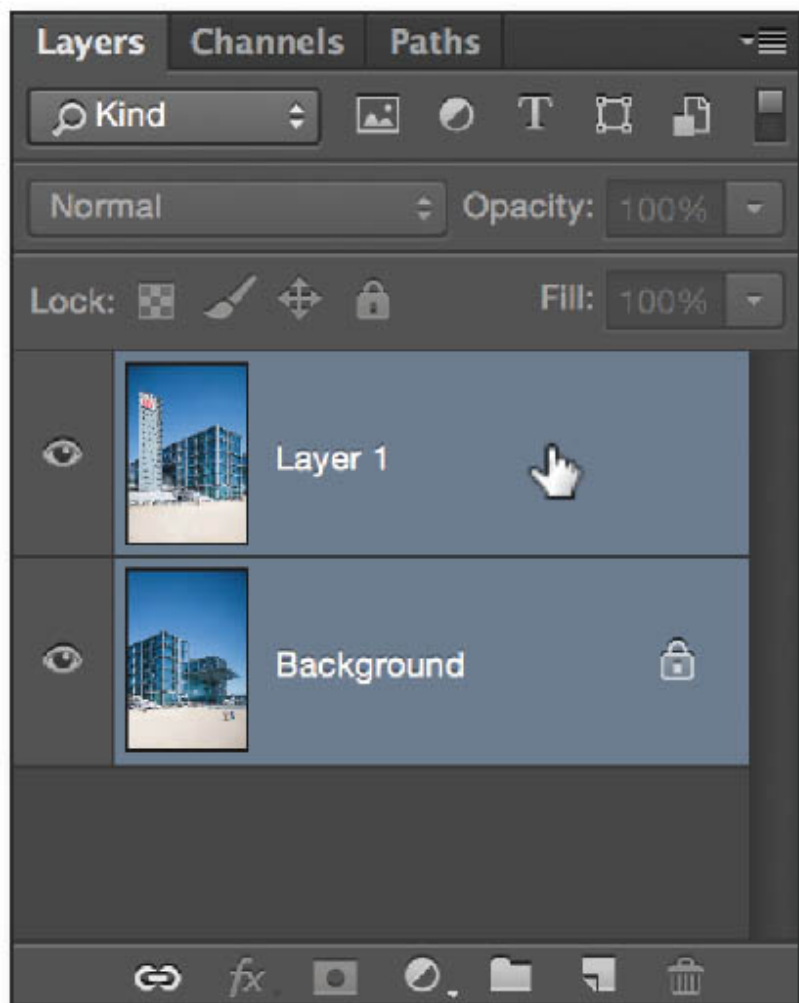 Layers Channels Paths
Kind T
Normal Opacity: 100%
Lock: Fill: 100%
Layer 1
Background
fx.